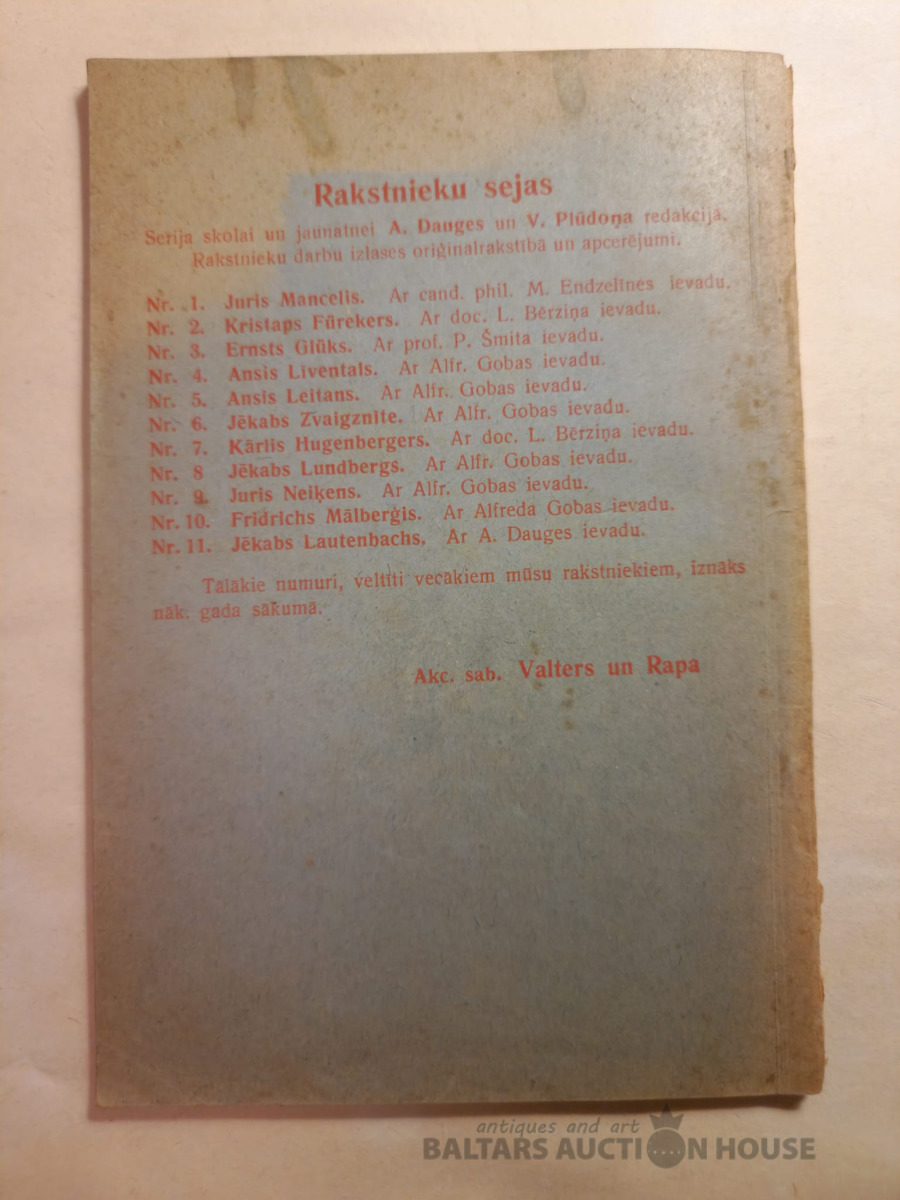 Rakstnieku sejas
Serija skolai un jaunatnei A. Dauges un V. Plūdoņa redakcijā.
Rakstnieku darbu izlases oriģinalrakstībā un apcerējumi.
Nr. 1. Juris Mancelis. Ar cand. phil. M. Endzelīnes ievadu.
Nr. 2. Kristaps Fūrekers. Ar doc. L. Bērziņa ievadu.
Nr. 3. Ernsts Glūks. Ar prof. P. Šmita ievadu.
Nr. 4. Ansis Līventals. Ar Alfr. Gobas ievadu.
Nr. 5. Ansis Leitans. Ar Alfr. Gobas ievadu.
Nr. 6. Jēkabs Zvaigznīte. Ar Alfr. Gobas ievadu.
Nr. 7. Kārlis Hugenbergers. Ar doc. L. Bērziņa ievadu.
Nr. 8 Jēkabs Lundbergs. Ar Alfr. Gobas ievadu.
Nr. 9. Juris Neiķens. Ar Alfr. Gobas ievadu.
Nr. 10. Frīdrichs Mālberģis. Ar Alfreda Gobas ievadu.
Nr. 11. Jēkabs Lautenbachs. Ar A. Dauges ievadu.
Tālākie numuri, veltīti vecākiem mūsu rakstniekiem, iznāks
nāk. gada sākumā.
Akc. sab. Valters un Rapa
antiques and art
BALTARS AUCTION HOUSE